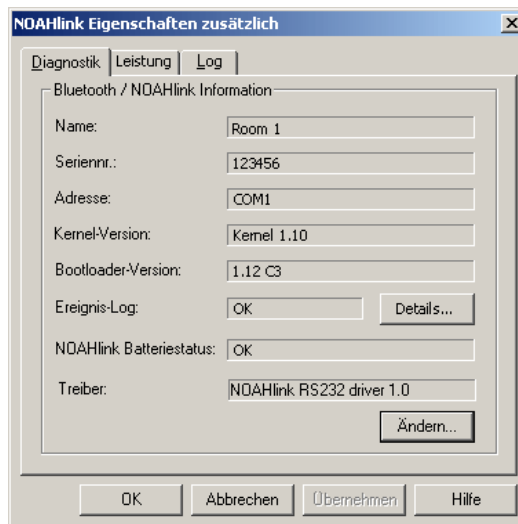 NOAHlink Eigenschaften zusätzlich
Diagnostik Leistung Log
Bluetooth / NOAHlink Information
Name: Room 1
Seriennr.: 123456
Adresse: COM1
Kernel-Version: Kernel 1.10
Bootloader-Version: 1.12 C3
Ereignis-Log: OK Details...
NOAHlink Batteriestatus: OK
Treiber: NOAHlink RS232 driver 1.0
Ändern...
OK Abbrechen Übernehmen Hilfe